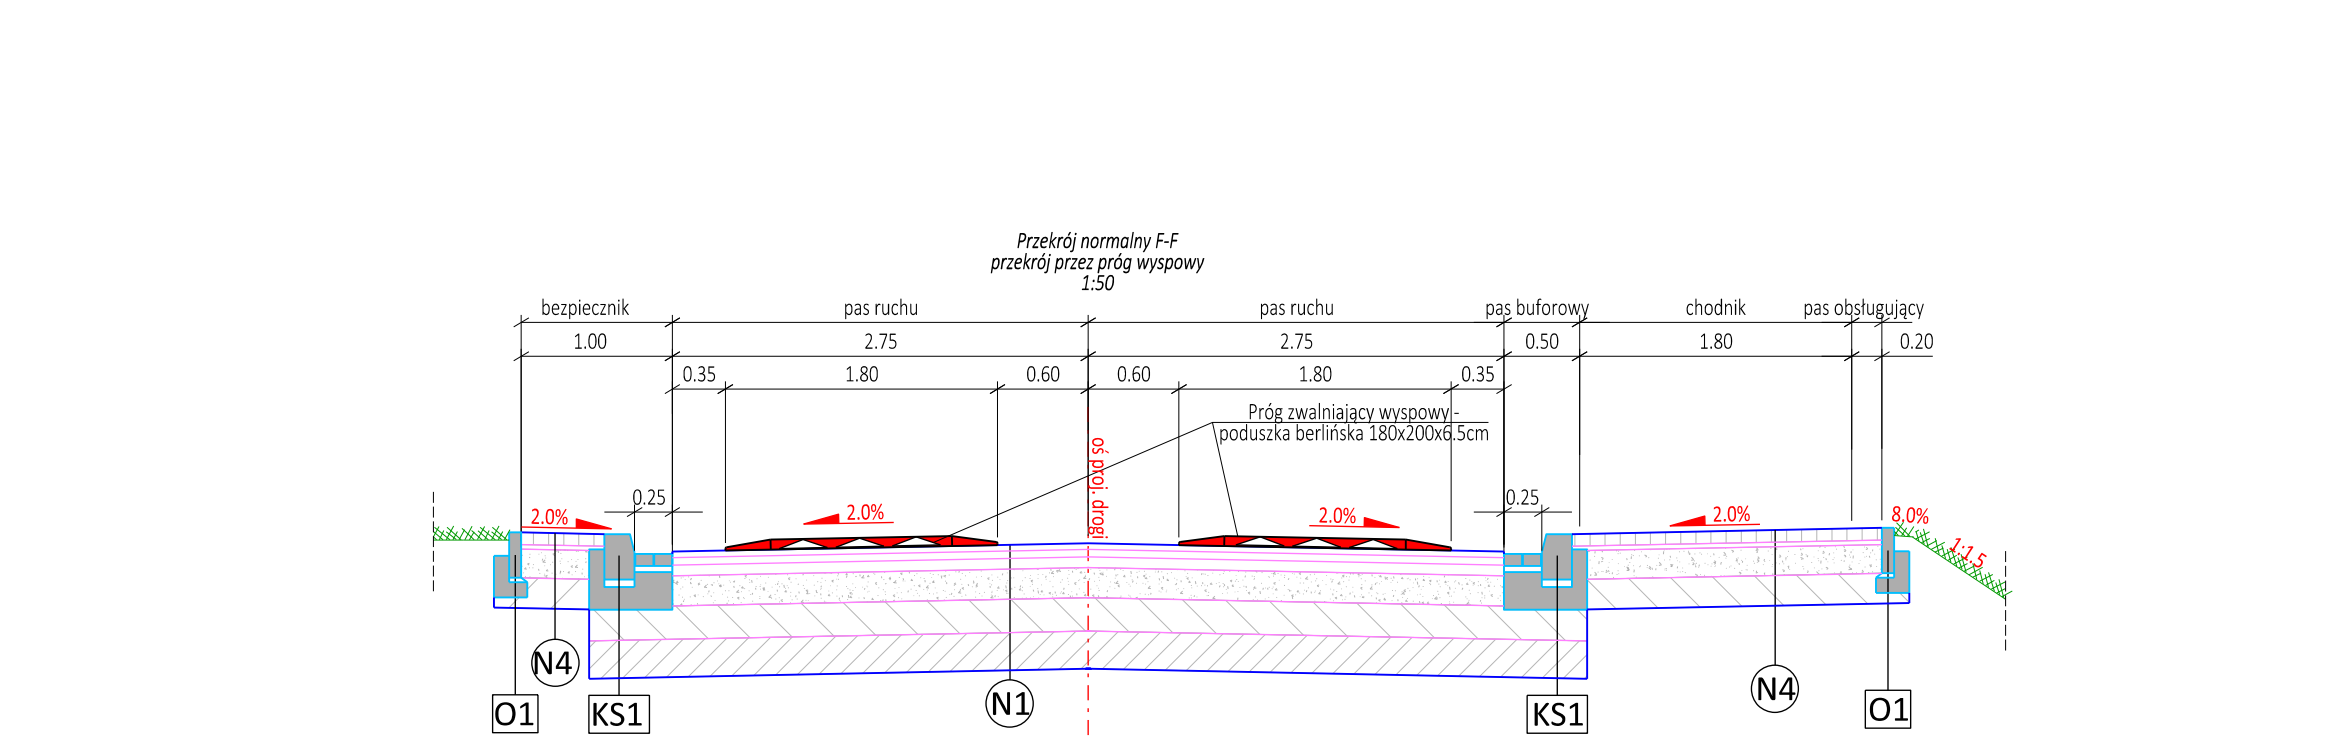 Przekrój normalny F-F
przekrój przez próg wyspowy
1:50
bezpiecznik pas ruchu pas ruchu pas buforowy chodnik pas obsługujący
1.00 2.75 2.75 0.50 1.80 0.20
0.35 1.80 0.60 0.60 1.80 0.35
Próg zwalniający wyspowy -
poduszka berlińska 180x200x6.5cm
oś proj. drogi
0.25 0.25
2.0% 2.0% 2.0% 2.0% 8.0%
1:1.5
N4 N1 N4
O1 KS1 KS1 O1